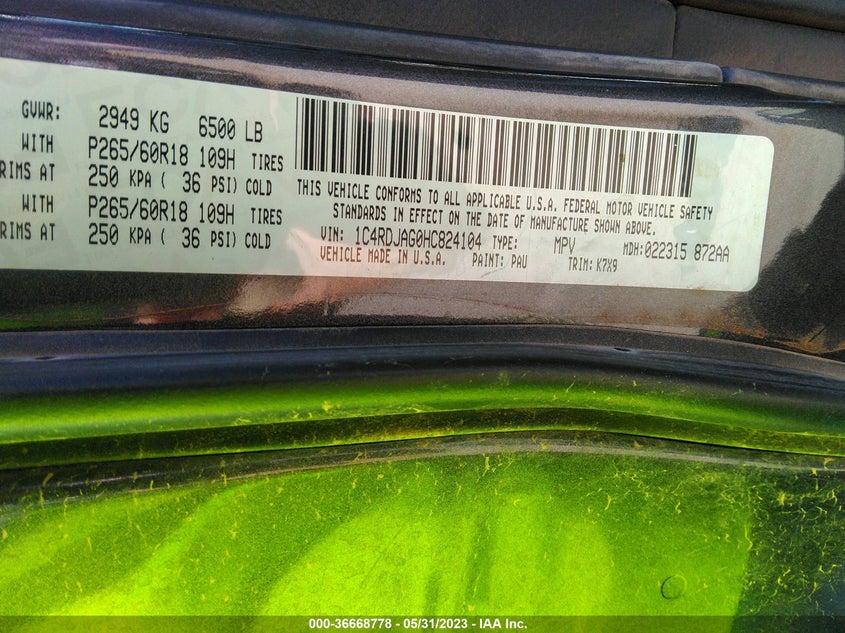 GVWR: 2949 KG 6500 LB
WITH P265/60R18 109H TIRES
RIMS AT 250 KPA ( 36 PSI) COLD
WITH P265/60R18 109H TIRES
RIMS AT 250 KPA ( 36 PSI) COLD
THIS VEHICLE CONFORMS TO ALL APPLICABLE U.S.A. FEDERAL MOTOR VEHICLE SAFETY
STANDARDS IN EFFECT ON THE DATE OF MANUFACTURE SHOWN ABOVE.
VIN: 1C4RDJAG0HC824104 TYPE: MPV MDH:022315 872AA
VEHICLE MADE IN U.S.A. PAINT: PAU TRIM: K7X9
000-36668778 - 05/31/2023 - IAA Inc.